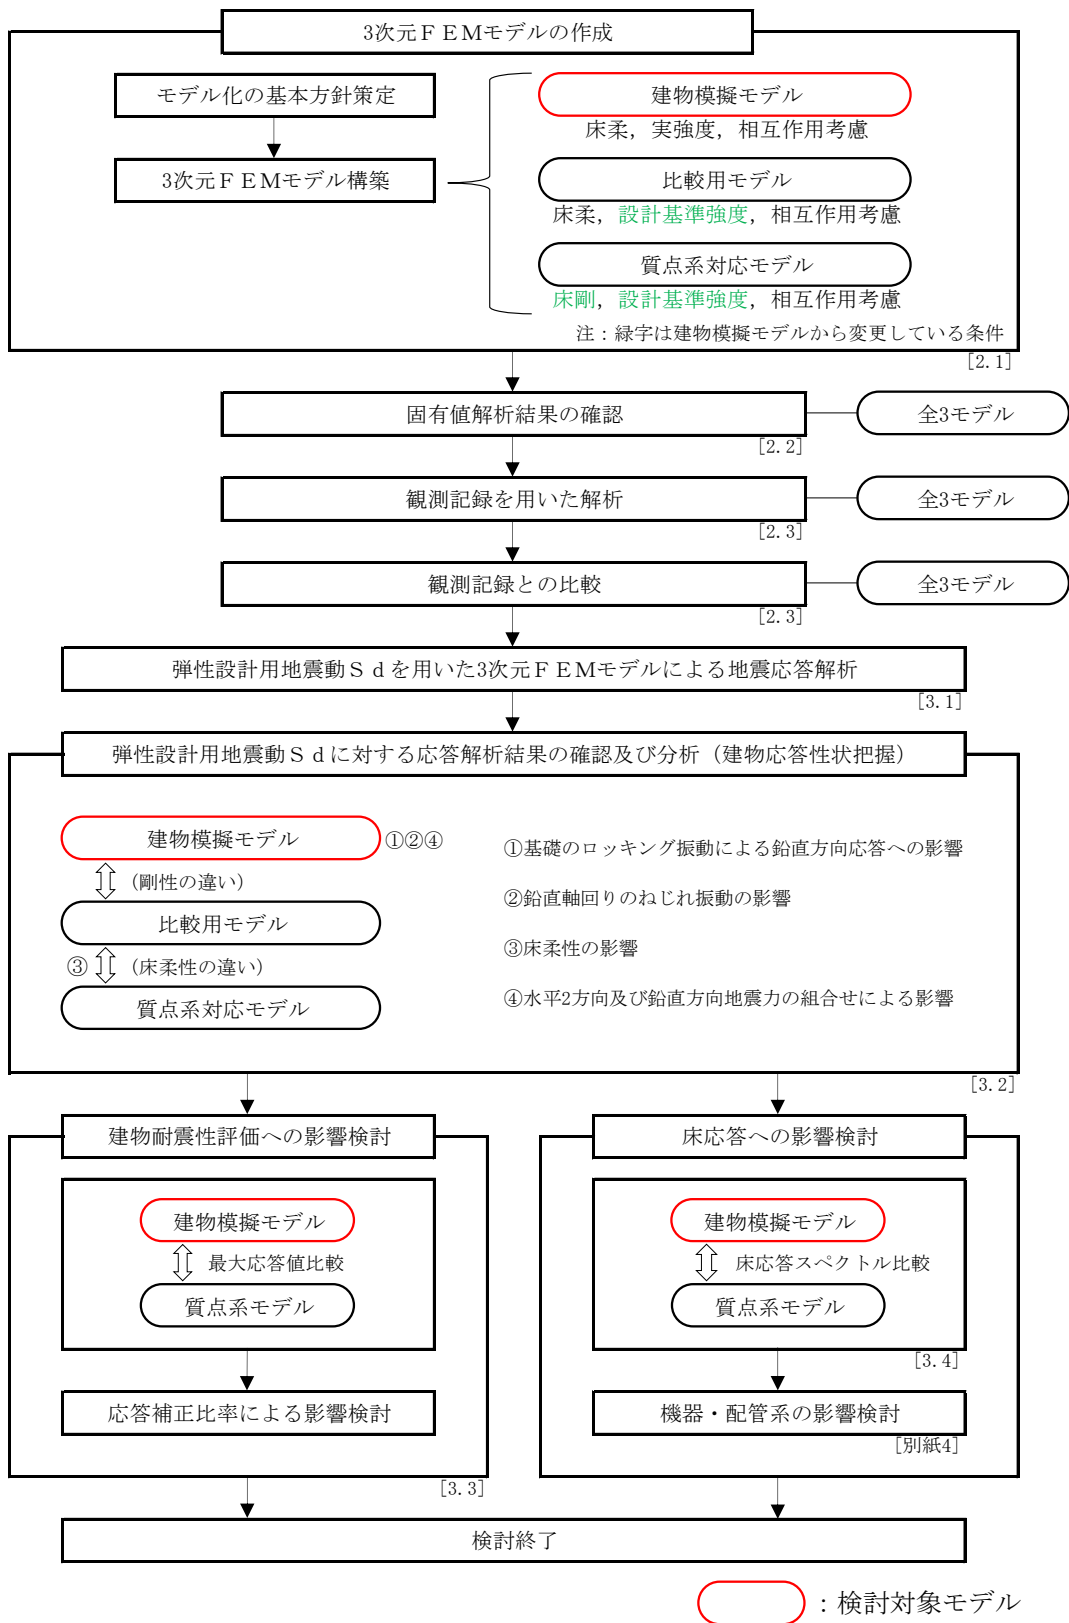 3次元ＦＥＭモデルの作成
モデル化の基本方針策定
3次元ＦＥＭモデル構築
建物模擬モデル
床柔，実強度，相互作用考慮
比較用モデル
床柔，設計基準強度，相互作用考慮
質点系対応モデル
床剛，設計基準強度，相互作用考慮
注：緑字は建物模擬モデルから変更している条件
[2.1]
固有値解析結果の確認
全3モデル
[2.2]
観測記録を用いた解析
全3モデル
[2.3]
観測記録との比較
全3モデル
[2.3]
弾性設計用地震動Ｓｄを用いた3次元ＦＥＭモデルによる地震応答解析
[3.1]
弾性設計用地震動Ｓｄに対する応答解析結果の確認及び分析（建物応答性状把握）
建物模擬モデル ①②④
（剛性の違い）
比較用モデル
③ （床柔性の違い）
質点系対応モデル
①基礎のロッキング振動による鉛直方向応答への影響
②鉛直軸回りのねじれ振動の影響
③床柔性の影響
④水平2方向及び鉛直方向地震力の組合せによる影響
[3.2]
建物耐震性評価への影響検討
建物模擬モデル
最大応答値比較
質点系モデル
応答補正比率による影響検討
[3.3]
床応答への影響検討
建物模擬モデル
床応答スペクトル比較
質点系モデル
[3.4]
機器・配管系の影響検討
[別紙4]
検討終了
：検討対象モデル